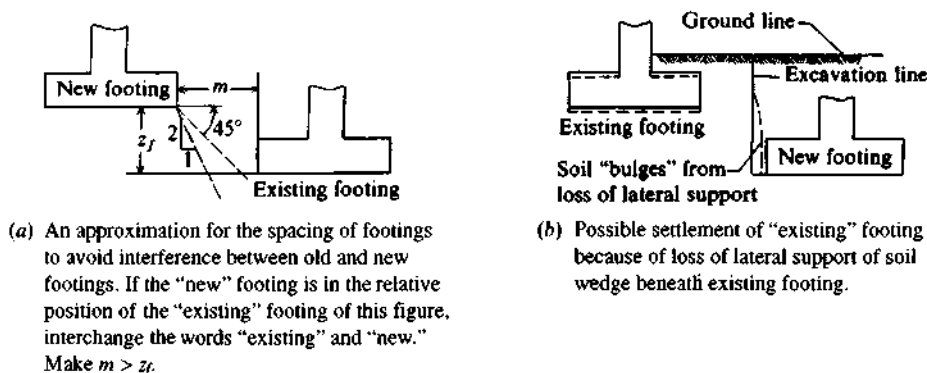 New footing
m
z_f
2
1
45°
Existing footing
(a) An approximation for the spacing of footings
to avoid interference between old and new
footings. If the "new" footing is in the relative
position of the "existing" footing of this figure,
interchange the words "existing" and "new."
Make m > z_f.
Ground line
Excavation line
Existing footing
Soil "bulges" from
loss of lateral support
New footing
(b) Possible settlement of "existing" footing
because of loss of lateral support of soil
wedge beneath existing footing.